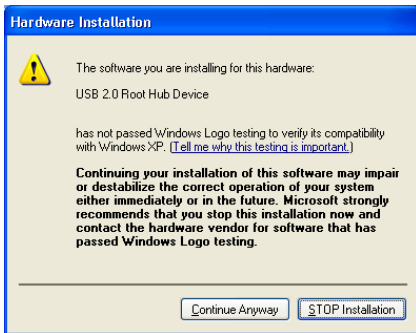 Hardware Installation
The software you are installing for this hardware:
USB 2.0 Root Hub Device
has not passed Windows Logo testing to verify its compatibility
with Windows XP. (Tell me why this testing is important.)
Continuing your installation of this software may impair
or destabilize the correct operation of your system
either immediately or in the future. Microsoft strongly
recommends that you stop this installation now and
contact the hardware vendor for software that has
passed Windows Logo testing.
Continue Anyway
STOP Installation